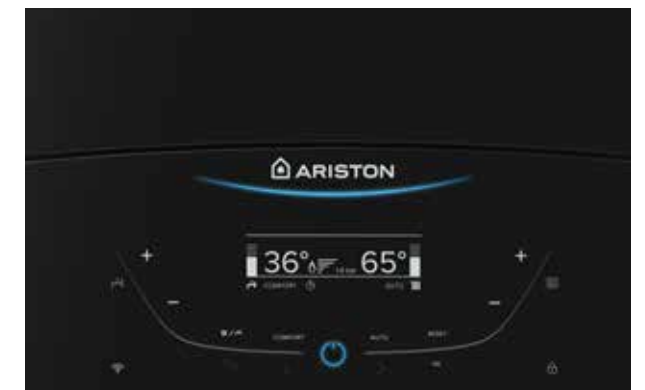 ARISTON
+ 36° 65° +
COMFORT AUTO
- -
COMFORT AUTO RESET